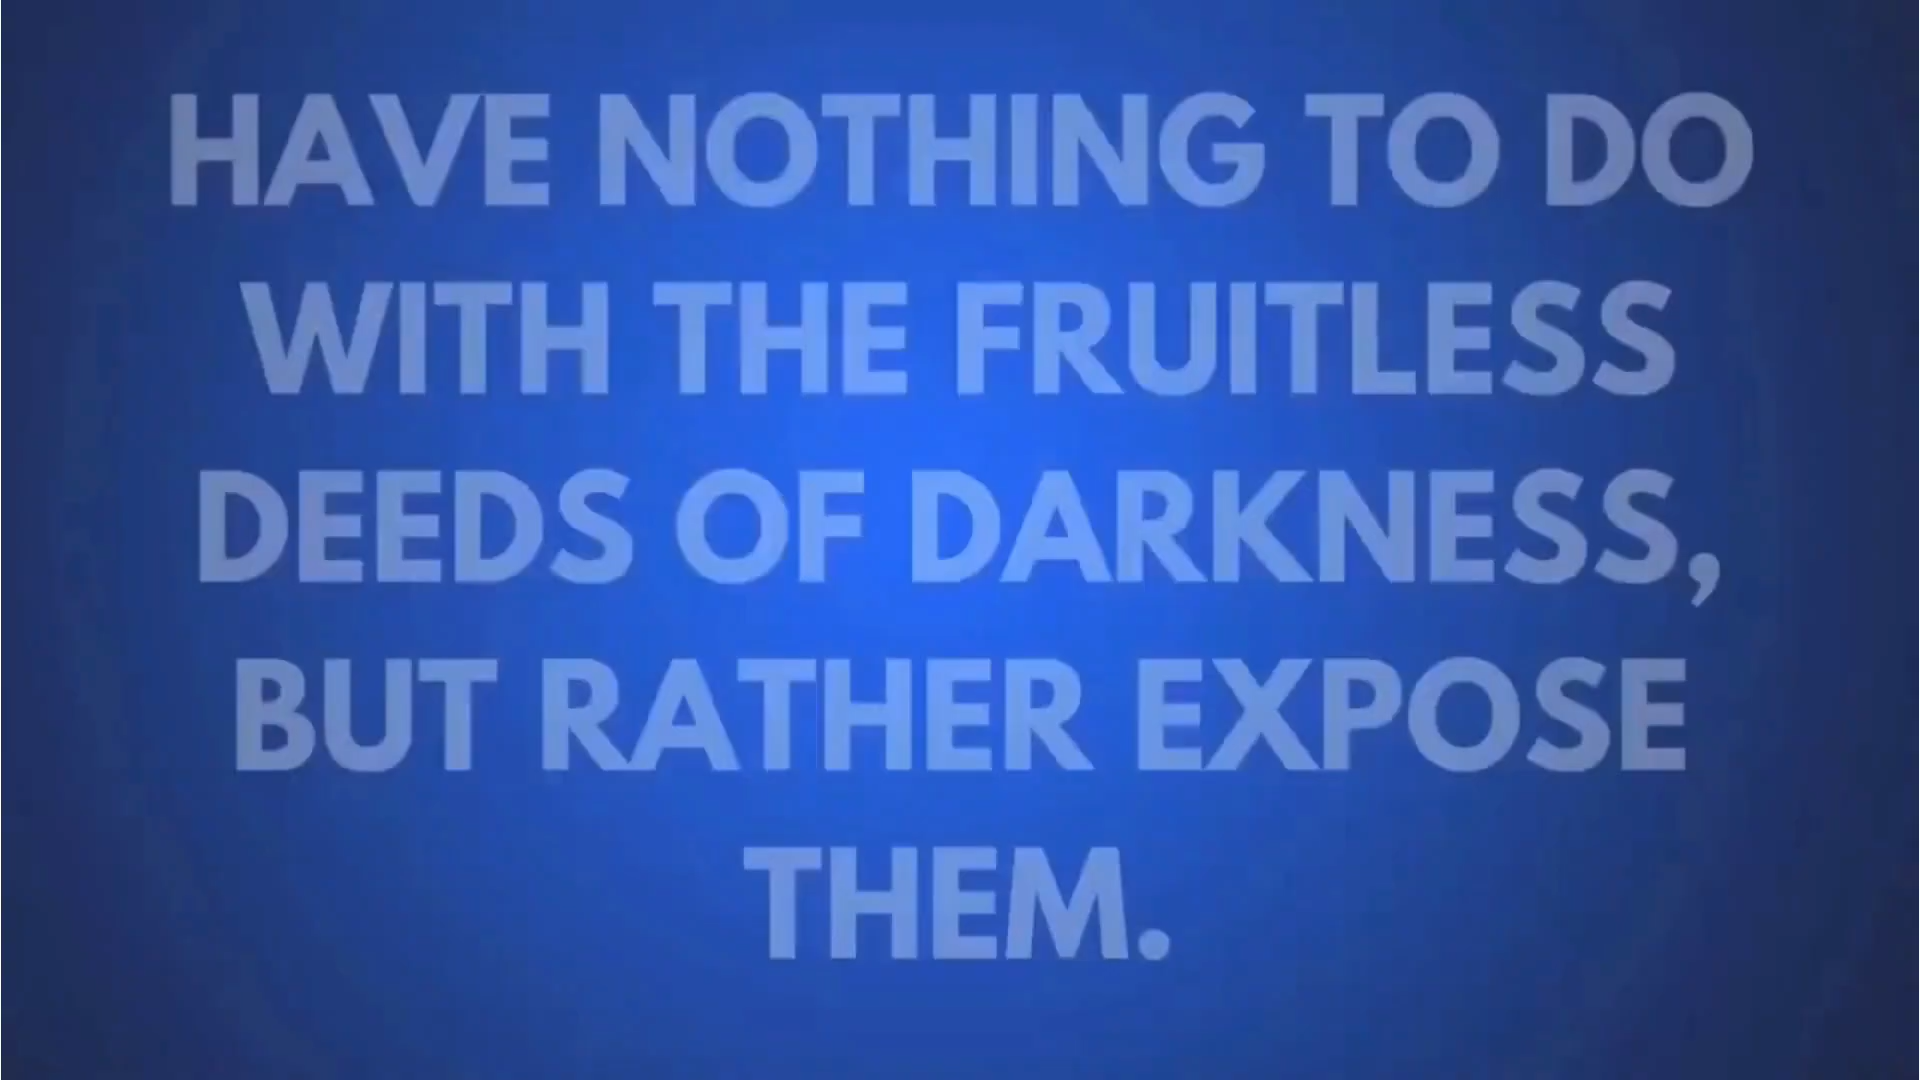 HAVE NOTHING TO DO
WITH THE FRUITLESS
DEEDS OF DARKNESS,
BUT RATHER EXPOSE
THEM.